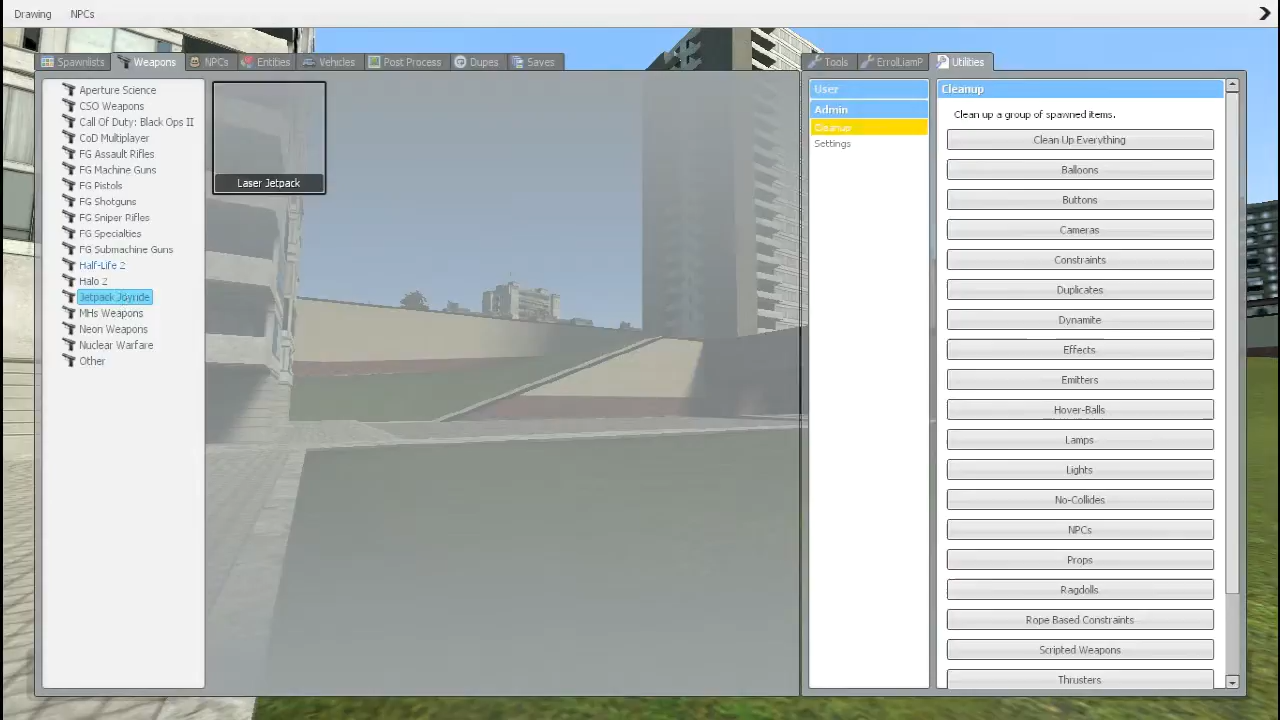 Drawing NPCs
Spawnlists Weapons NPCs Entities Vehicles Post Process Dupes Saves
Tools ErrolLiamP Utilities
Aperture Science
CSO Weapons
Call Of Duty: Black Ops II
CoD Multiplayer
FG Assault Rifles
FG Machine Guns
FG Pistols
FG Shotguns
FG Sniper Rifles
FG Specialties
FG Submachine Guns
Half-Life 2
Halo 2
Jetpack Joyride
MHs Weapons
Neon Weapons
Nuclear Warfare
Other
Laser Jetpack
User
Admin
Cleanup
Settings
Cleanup
Clean up a group of spawned items.
Clean Up Everything
Balloons
Buttons
Cameras
Constraints
Duplicates
Dynamite
Effects
Emitters
Hover-Balls
Lamps
Lights
No-Collides
NPCs
Props
Ragdolls
Rope Based Constraints
Scripted Weapons
Thrusters